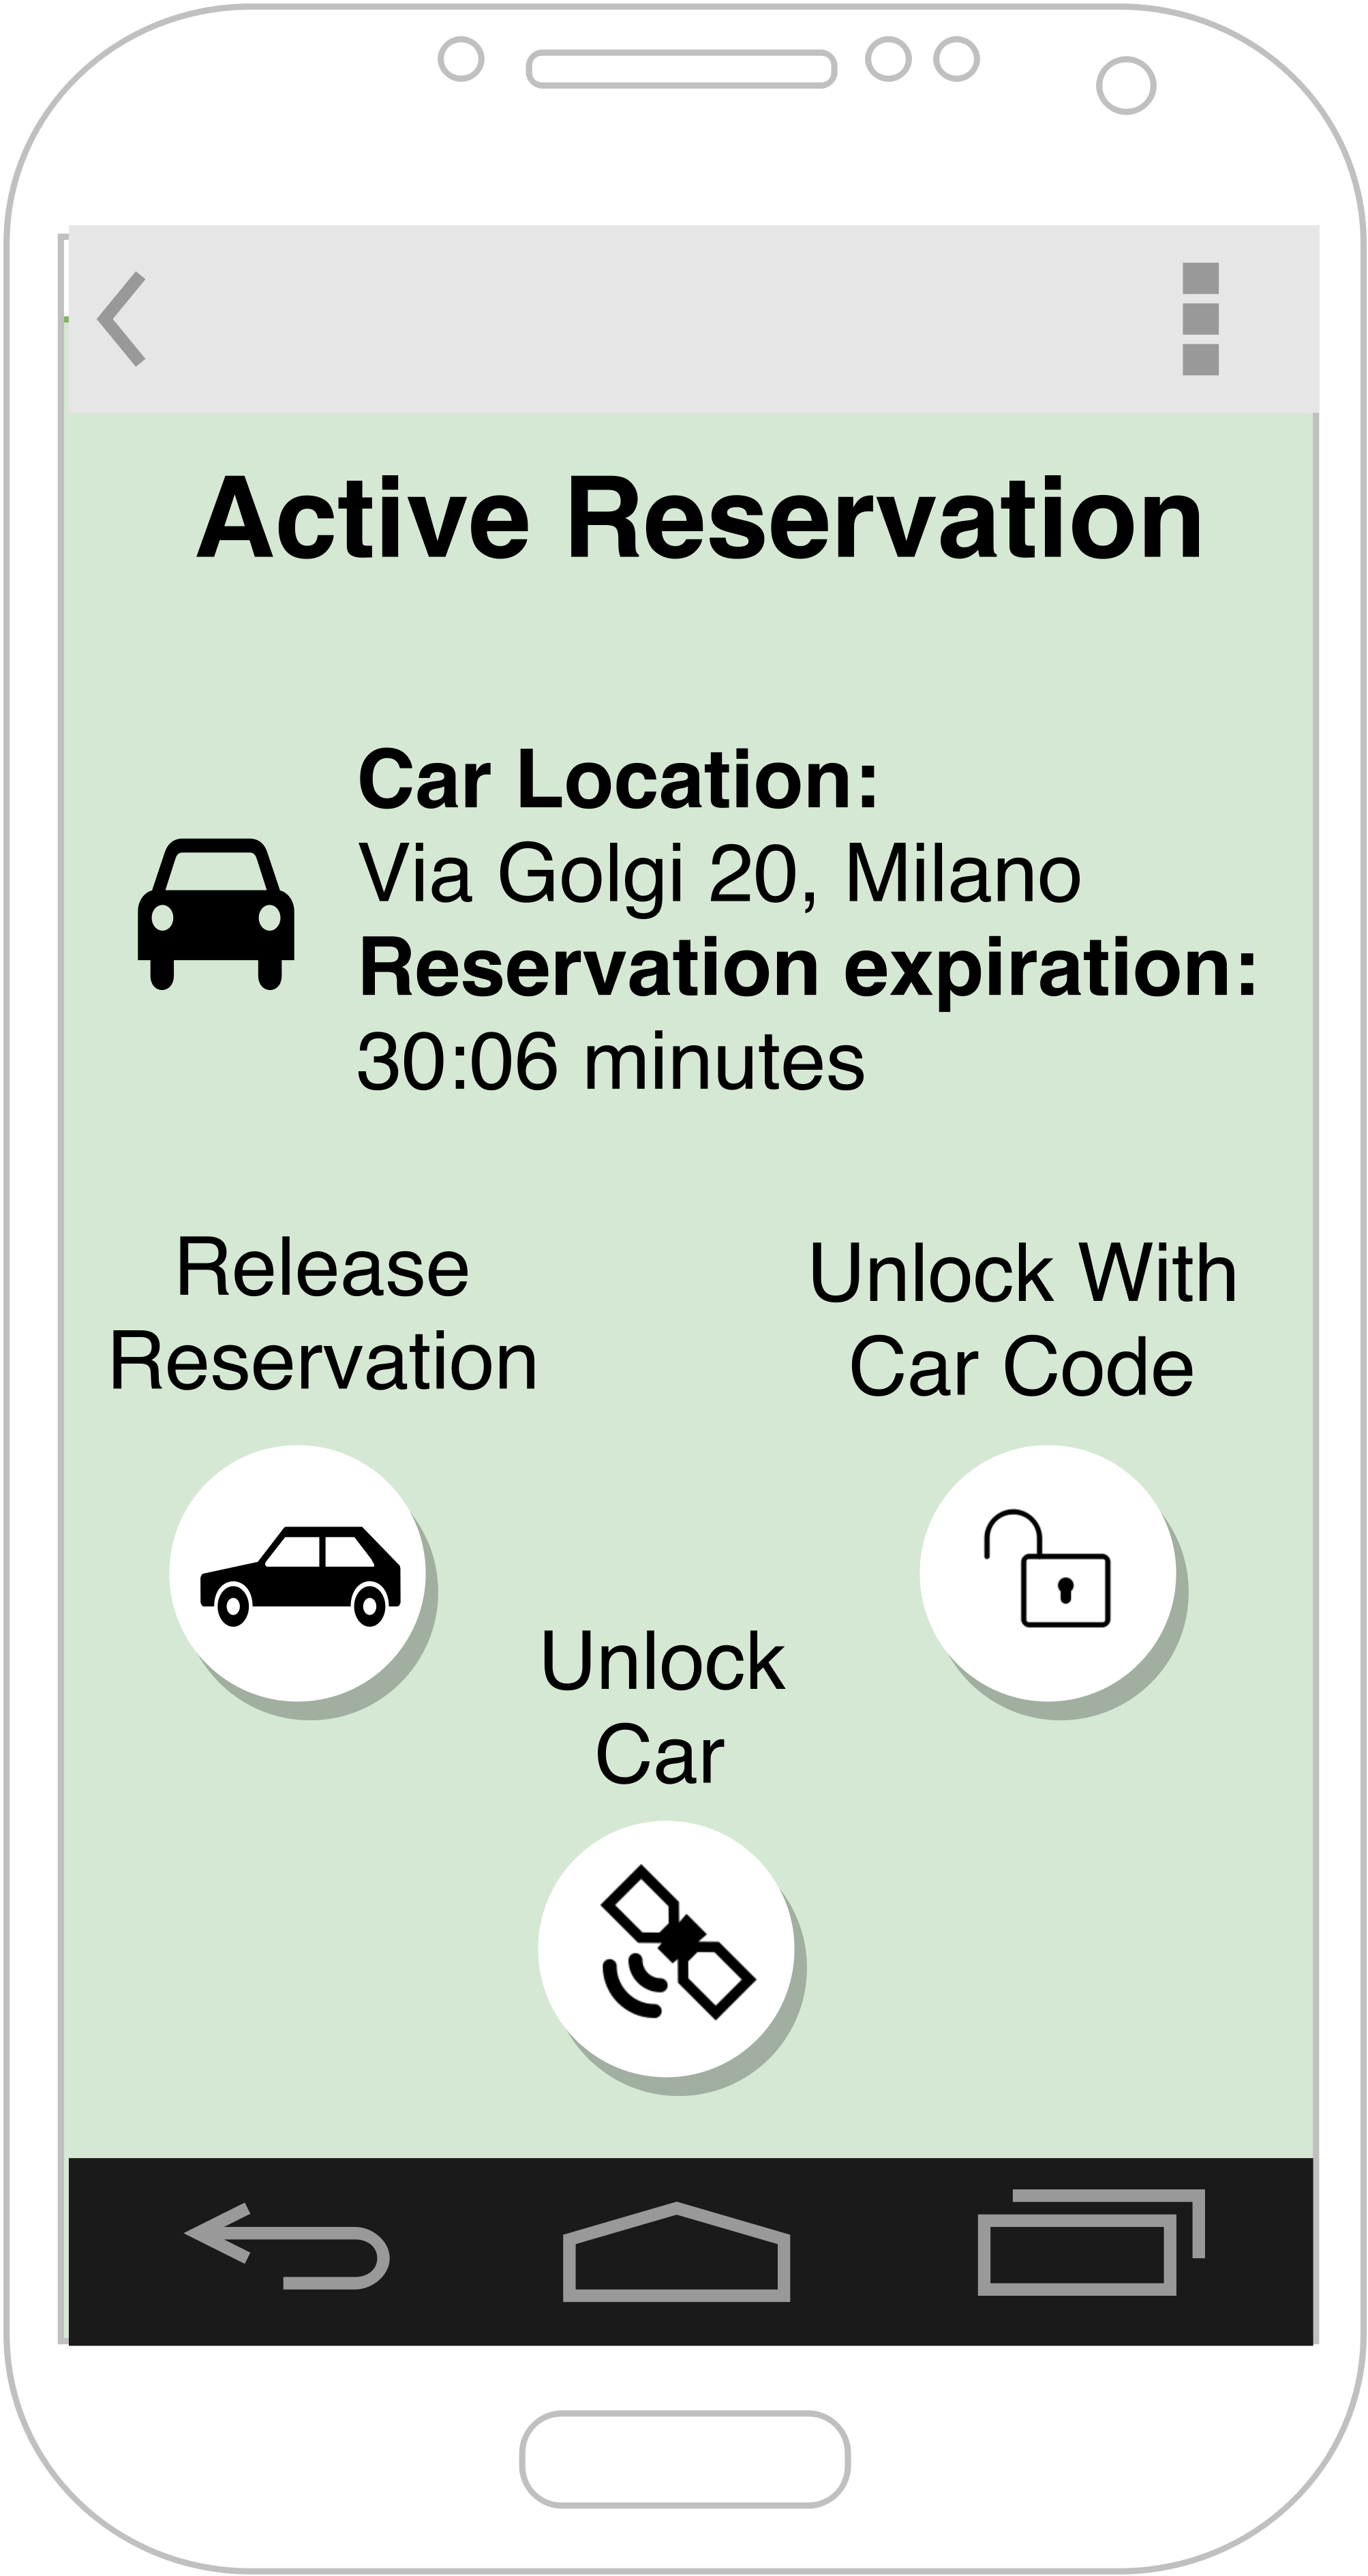 Active Reservation
Car Location:
Via Golgi 20, Milano
Reservation expiration:
30:06 minutes
Release
Reservation
Unlock With
Car Code
Unlock
Car